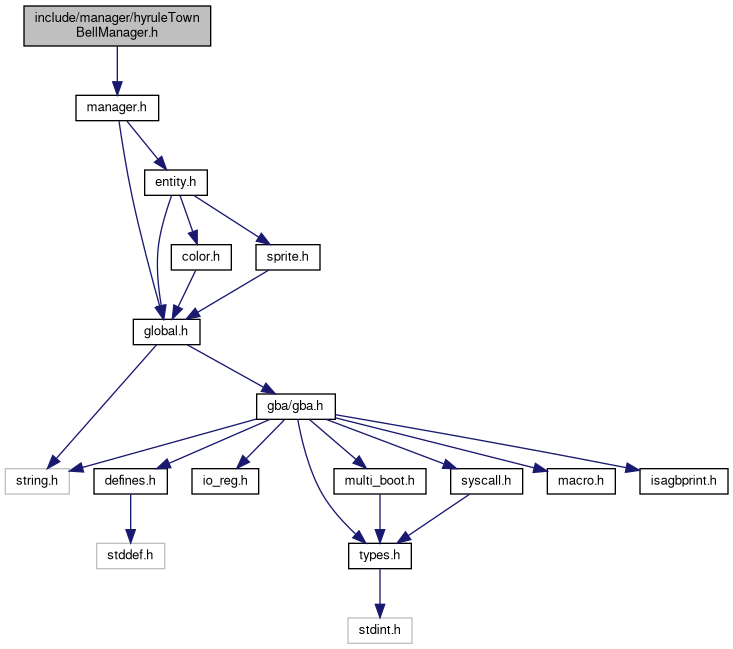 include/manager/hyruleTown
BellManager.h
manager.h
entity.h
color.h
sprite.h
global.h
gba/gba.h
string.h
defines.h
io_reg.h
multi_boot.h
syscall.h
macro.h
isagbprint.h
stddef.h
types.h
stdint.h